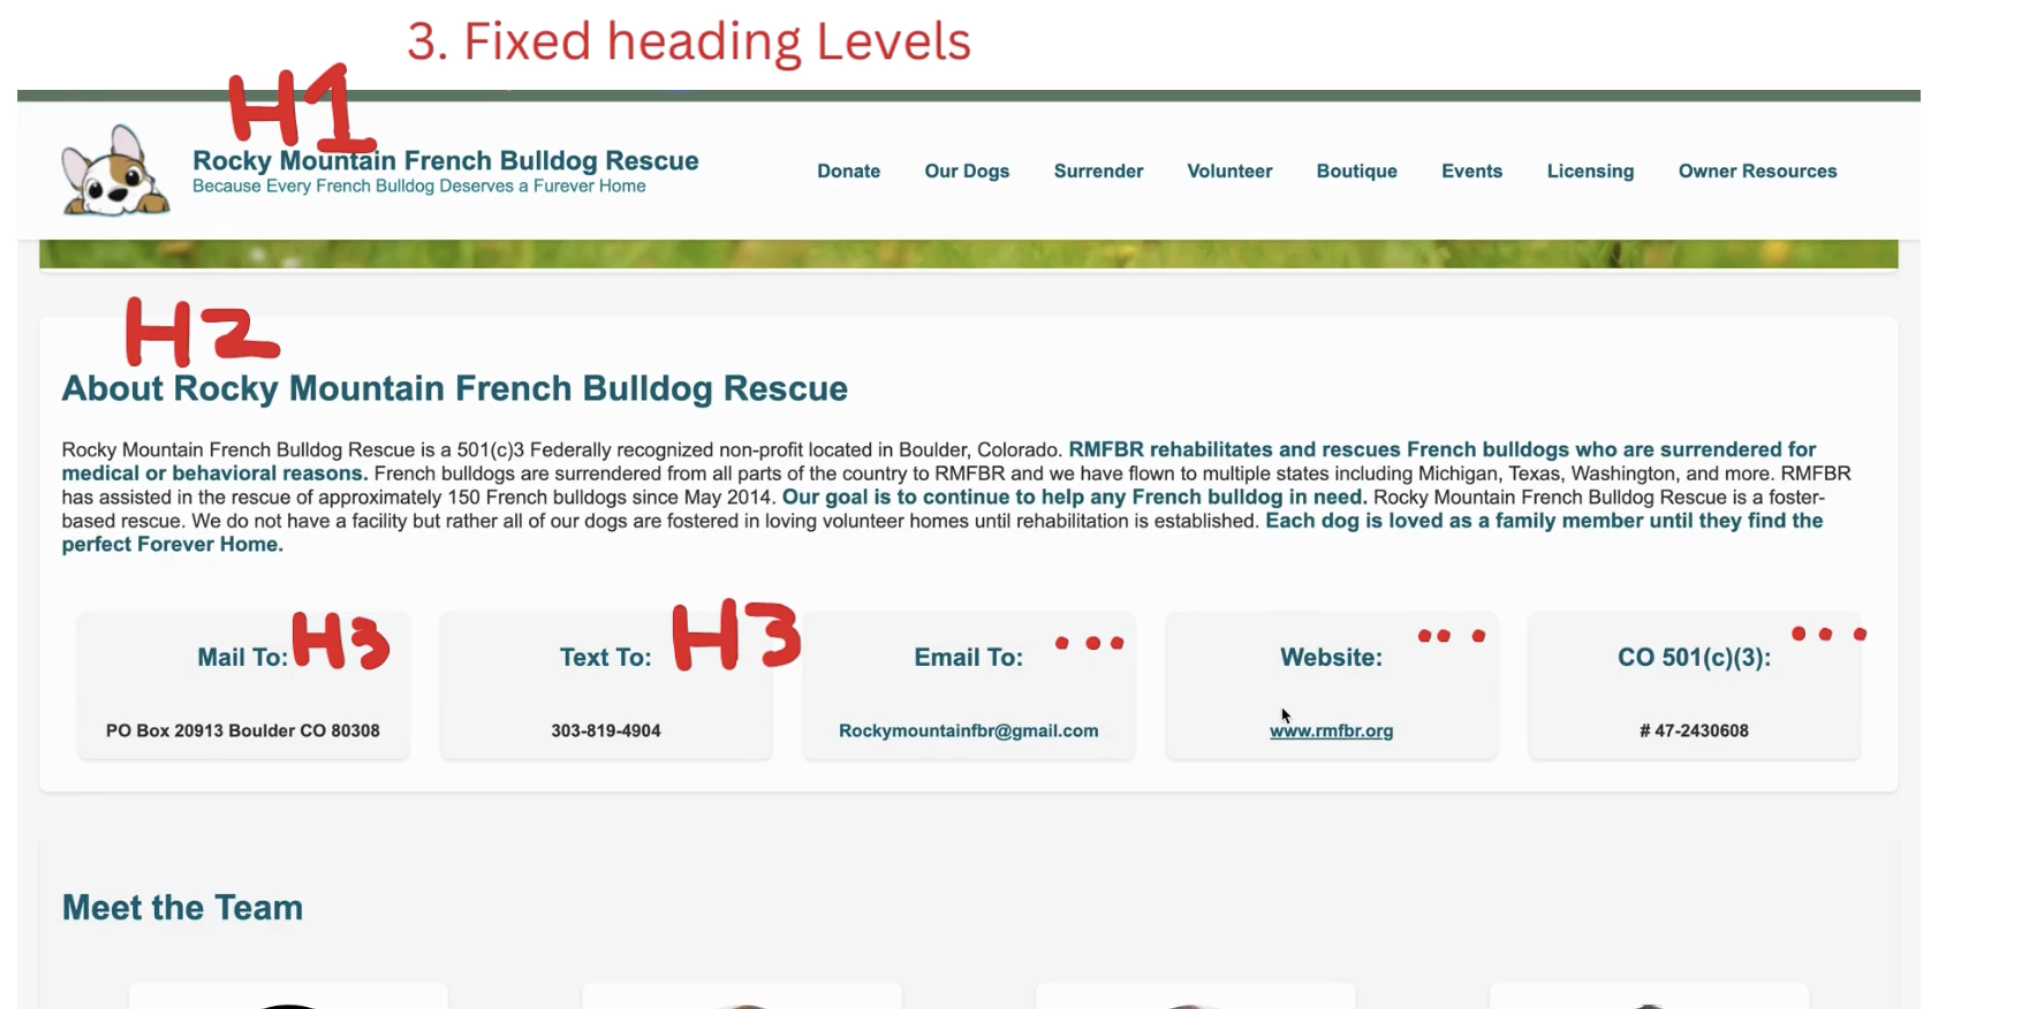 3. Fixed heading Levels
H1
Rocky Mountain French Bulldog Rescue
Because Every French Bulldog Deserves a Furever Home
Donate Our Dogs Surrender Volunteer Boutique Events Licensing Owner Resources
H2
About Rocky Mountain French Bulldog Rescue
Rocky Mountain French Bulldog Rescue is a 501(c)3 Federally recognized non-profit located in Boulder, Colorado. RMFBR rehabilitates and rescues French bulldogs who are surrendered for
medical or behavioral reasons. French bulldogs are surrendered from all parts of the country to RMFBR and we have flown to multiple states including Michigan, Texas, Washington, and more. RMFBR
has assisted in the rescue of approximately 150 French bulldogs since May 2014. Our goal is to continue to help any French bulldog in need. Rocky Mountain French Bulldog Rescue is a foster-
based rescue. We do not have a facility but rather all of our dogs are fostered in loving volunteer homes until rehabilitation is established. Each dog is loved as a family member until they find the
perfect Forever Home.
Mail To: H3 Text To: H3 Email To: ... Website: ... CO 501(c)(3): ...
PO Box 20913 Boulder CO 80308 303-819-4904 Rockymountainfbr@gmail.com www.rmfbr.org # 47-2430608
Meet the Team